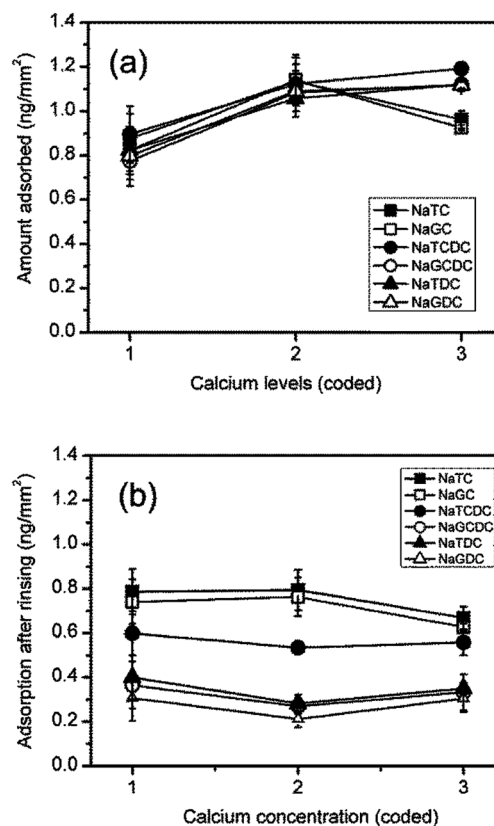 (a)
Amount adsorbed (ng/mm²)
1.4
1.2
1.0
0.8
0.6
0.4
0.2
0.0
NaTC
NaGC
NaTCDC
NaGCDC
NaTDC
NaGDC
1 2 3
Calcium levels (coded)
(b)
Adsorption after rinsing (ng/mm²)
1.4
1.2
1.0
0.8
0.6
0.4
0.2
0.0
NaTC
NaGC
NaTCDC
NaGCDC
NaTDC
NaGDC
1 2 3
Calcium concentration (coded)